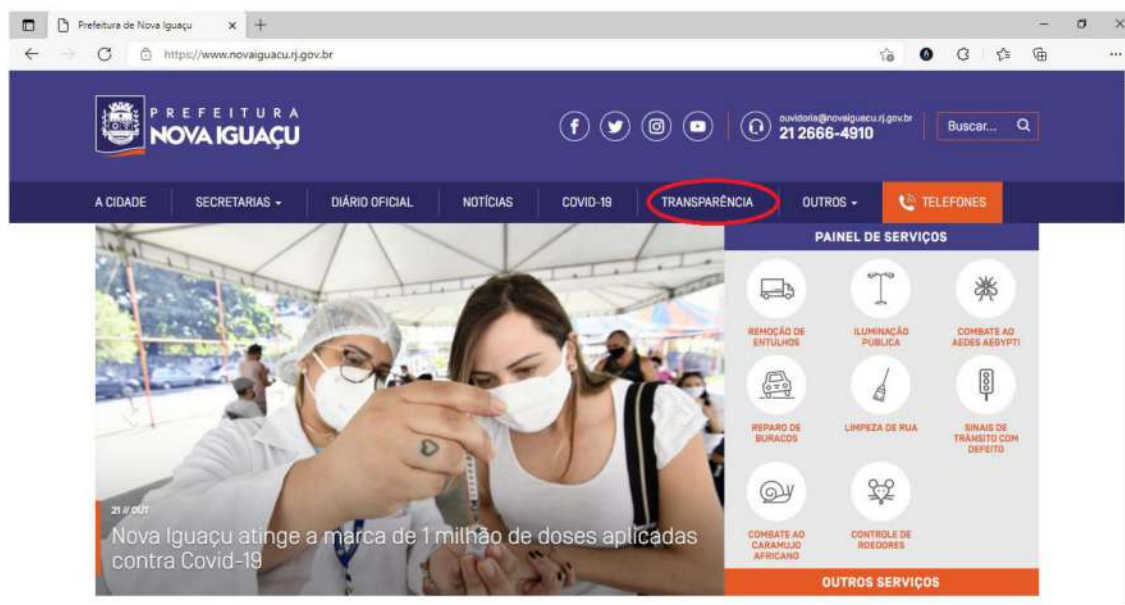 Prefeitura de Nova Iguaçu
https://www.novaiguacu.rj.gov.br
PREFEITURA
NOVA IGUAÇU
ouvidoria@novaiguacu.rj.gov.br
21 2666-4910
Buscar...
A CIDADE
SECRETARIAS
DIÁRIO OFICIAL
NOTÍCIAS
COVID-19
TRANSPARÊNCIA
OUTROS
TELEFONES
PAINEL DE SERVIÇOS
REMOÇÃO DE
ENTULHOS
ILUMINAÇÃO
PÚBLICA
COMBATE AO
AEDES AEGYPTI
REPARO DE
BURACOS
LIMPEZA DE RUA
SINAIS DE
TRÂNSITO COM
DEFEITO
COMBATE AO
CARAMUJO
AFRICANO
CONTROLE DE
ROEDORES
OUTROS SERVIÇOS
21 // OUT
Nova Iguaçu atinge a marca de 1 milhão de doses aplicadas
contra Covid-19